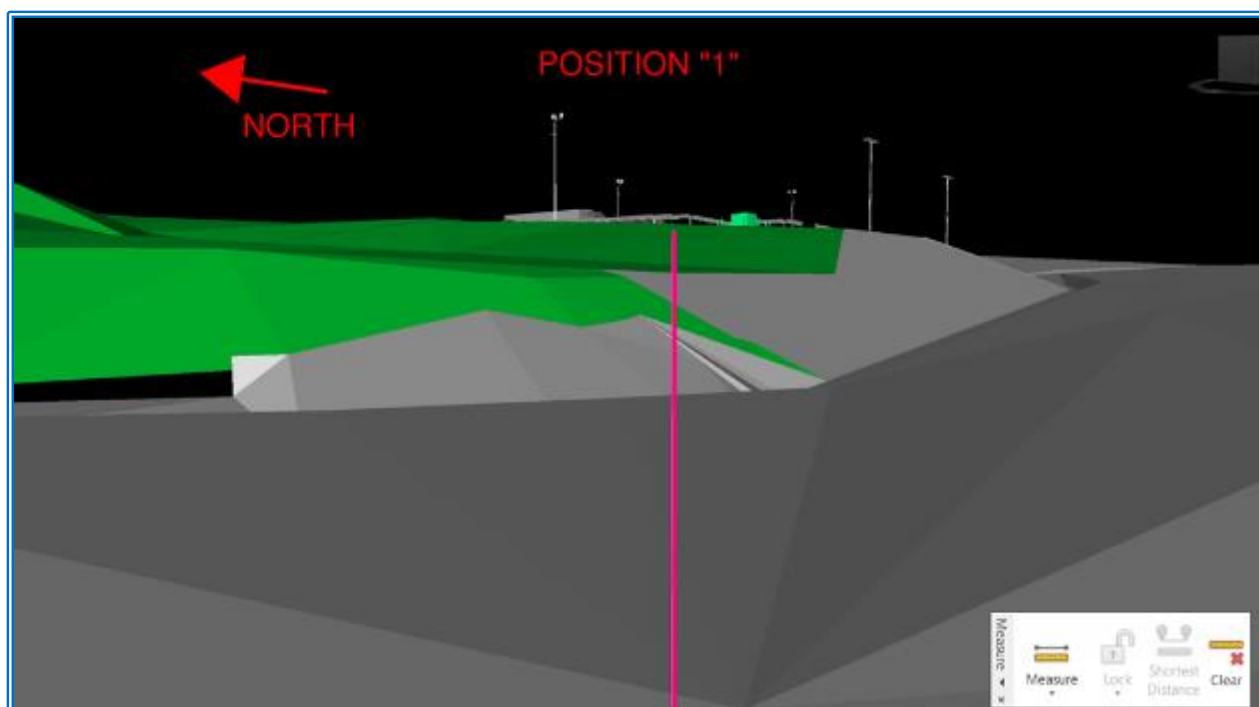 POSITION "1"
NORTH
Measure
Measure
Lock
Shortest
Distance
Clear